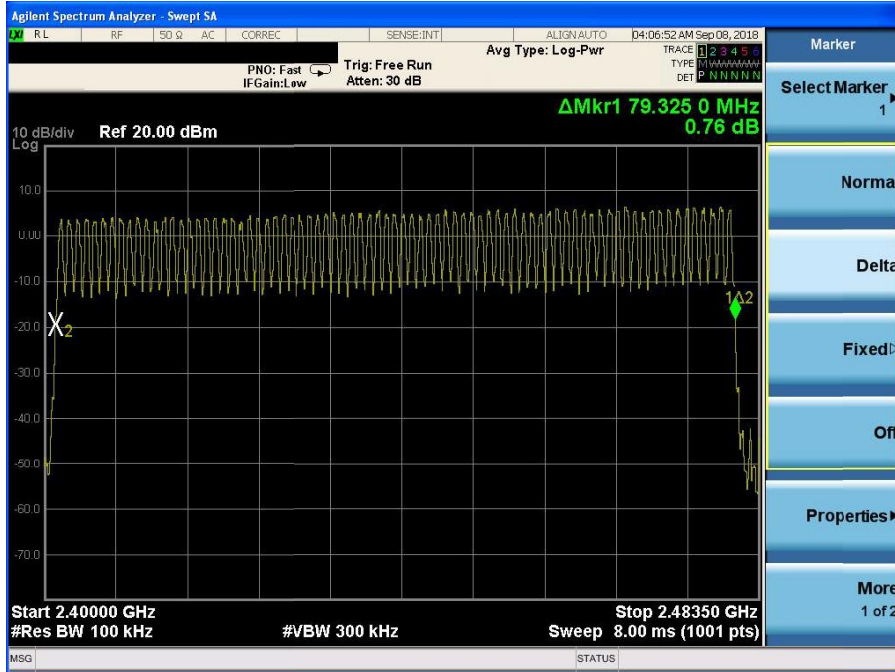 Agilent Spectrum Analyzer - Swept SA
LXI RL RF 50 Ω AC CORREC SENSE:INT ALIGN AUTO 04:06:52 AM Sep 08, 2018
Marker
Avg Type: Log-Pwr
TRACE 1 2 3 4 5 6
PNO: Fast Trig: Free Run
TYPE M
IFGain:Low Atten: 30 dB
DET P N N N N N
Select Marker
1
ΔMkr1 79.325 0 MHz
0.76 dB
10 dB/div Ref 20.00 dBm
Log
10.0
0.00
-10.0
-20.0
-30.0
-40.0
-50.0
-60.0
-70.0
X2
1Δ2
Norma
Delta
Fixed
Off
Properties
More
1 of 2
Start 2.40000 GHz Stop 2.48350 GHz
#Res BW 100 kHz #VBW 300 kHz Sweep 8.00 ms (1001 pts)
MSG STATUS